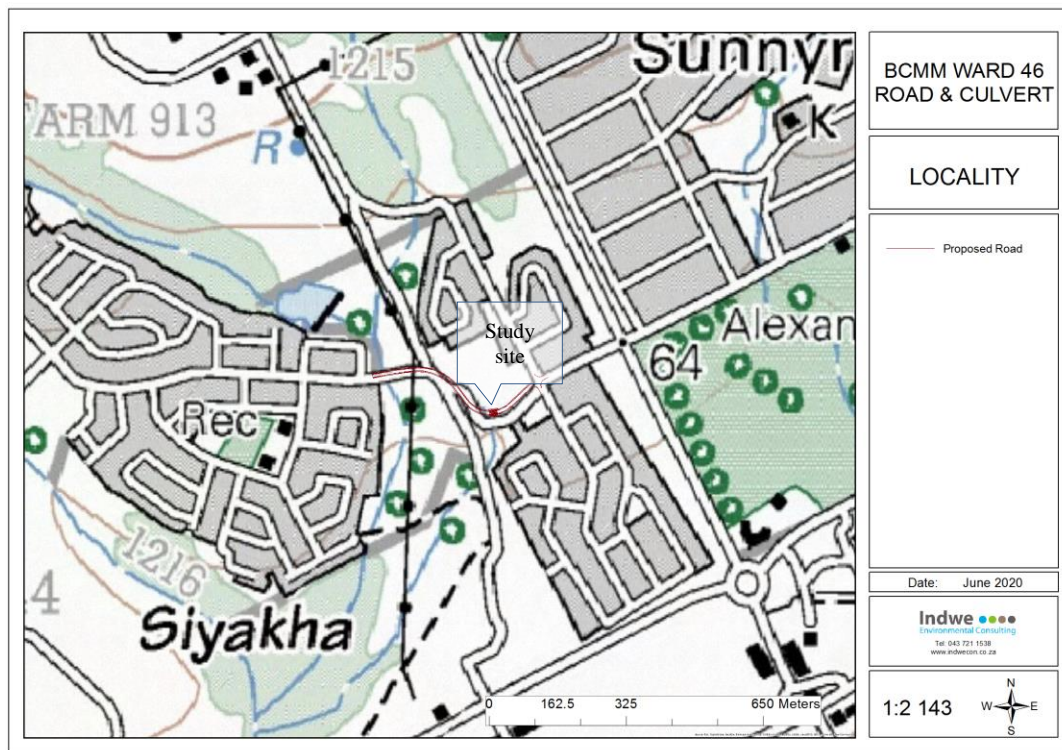 Sunnyr
1215
ARM 913
R
K
Study
site
Alexan
64
Rec
1216
4
Siyakha
0 162.5 325 650 Meters
BCMM WARD 46
ROAD & CULVERT
LOCALITY
Proposed Road
Date: June 2020
Indwe
Environmental Consulting
Tel: 043 721 1538
www.indwecon.co.za
1:2 143
N
W E
S